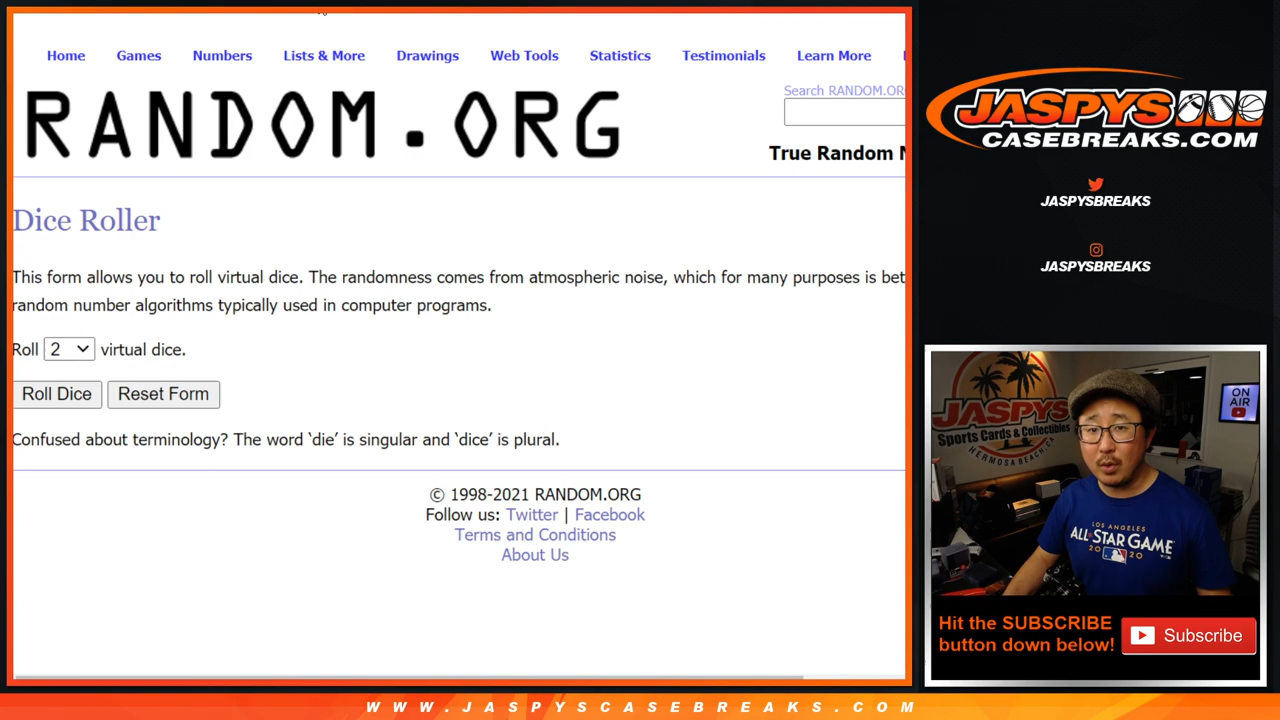 Home Games Numbers Lists & More Drawings Web Tools Statistics Testimonials Learn More
RANDOM.ORG
Search RANDOM.OR
True Random N
Dice Roller
This form allows you to roll virtual dice. The randomness comes from atmospheric noise, which for many purposes is bet
random number algorithms typically used in computer programs.
Roll 2 virtual dice.
Roll Dice Reset Form
Confused about terminology? The word ‘die’ is singular and ‘dice’ is plural.
© 1998-2021 RANDOM.ORG
Follow us: Twitter | Facebook
Terms and Conditions
About Us
JASPYS
CASEBREAKS.COM
JASPYSBREAKS
JASPYSBREAKS
JASPYS
Sports Cards & Collectibles
HERMOSA BEACH, CA
ON
AIR
LOS ANGELES
ALL-STAR GAME
2020
Hit the SUBSCRIBE
button down below!
Subscribe
WWW.JASPYSCASEBREAKS.COM